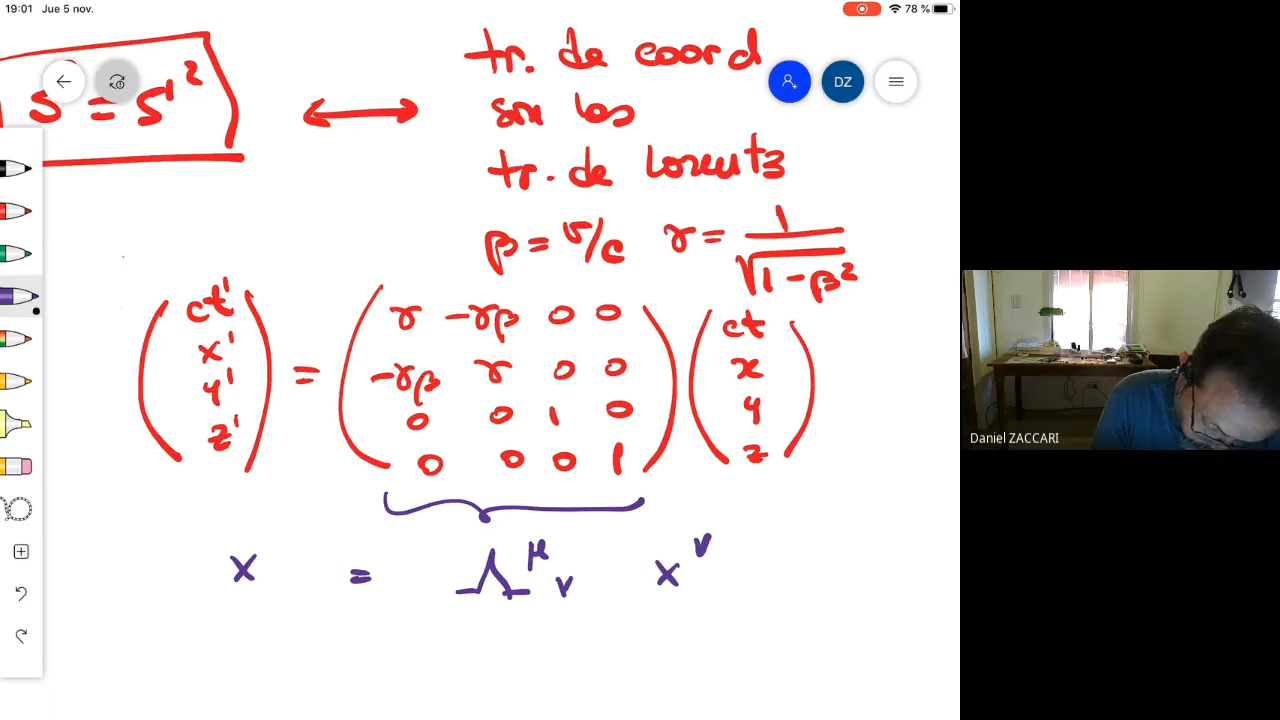 19:01 Jue 5 nov. 78 %
tr. de coord
S² = S'² ⟷ son los
tr. de Lorentz
β = v/c γ = 1/√(1-β²)
(ct' x' y' z') = (γ -γβ 0 0
-γβ γ 0 0
0 0 1 0
0 0 0 1) (ct x y z)
x = Λ^μ_ν x^ν
DZ
Daniel ZACCARI